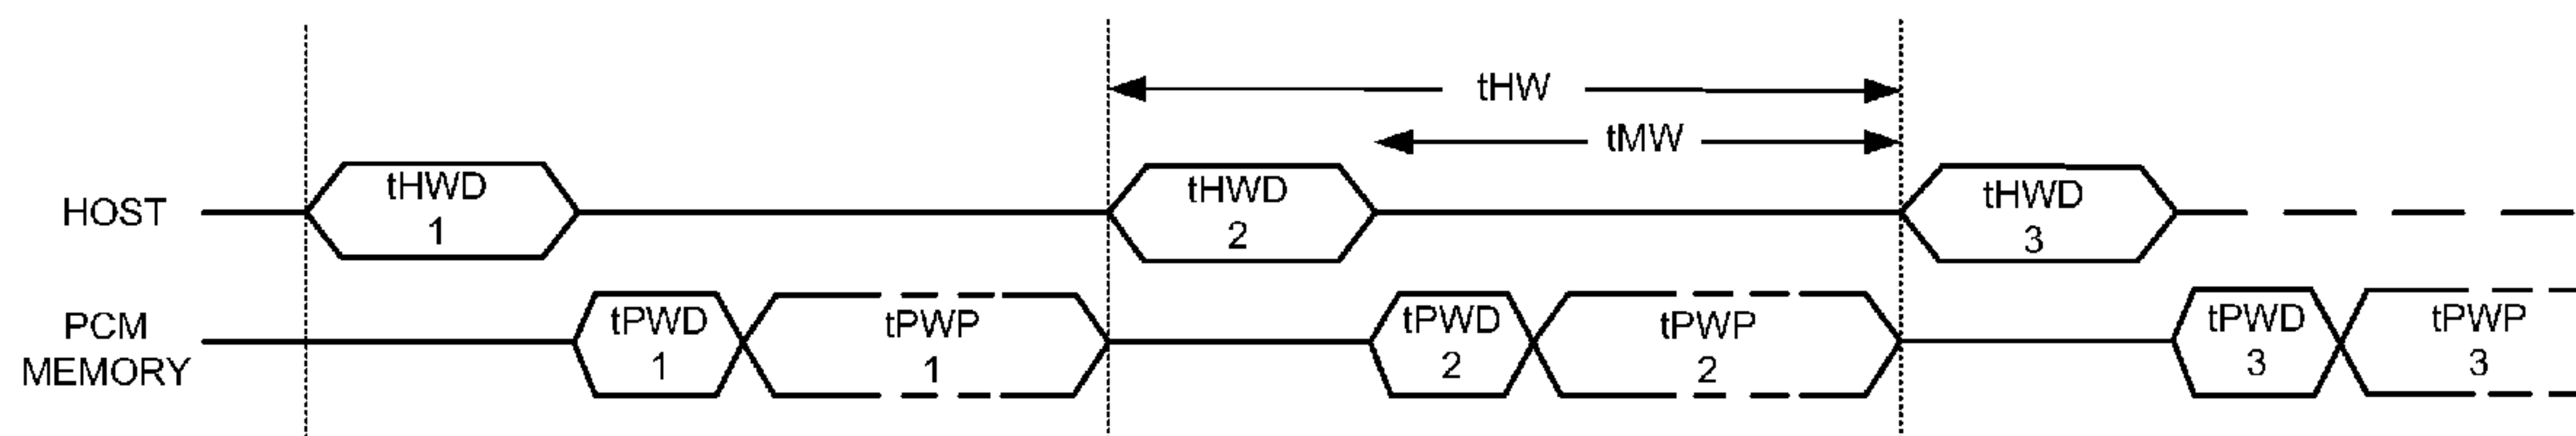 tHW
tMW
HOST
tHWD
1
tHWD
2
tHWD
3
PCM
MEMORY
tPWD
1
tPWP
1
tPWD
2
tPWP
2
tPWD
3
tPWP
3